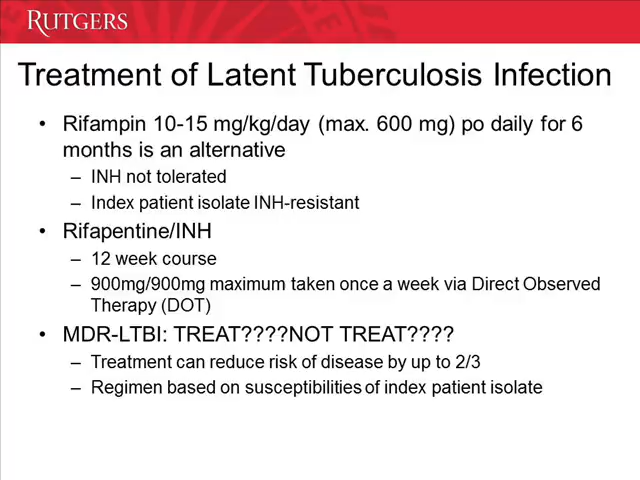 RUTGERS
Treatment of Latent Tuberculosis Infection
• Rifampin 10-15 mg/kg/day (max. 600 mg) po daily for 6
months is an alternative
– INH not tolerated
– Index patient isolate INH-resistant
• Rifapentine/INH
– 12 week course
– 900mg/900mg maximum taken once a week via Direct Observed
Therapy (DOT)
• MDR-LTBI: TREAT????NOT TREAT????
– Treatment can reduce risk of disease by up to 2/3
– Regimen based on susceptibilities of index patient isolate